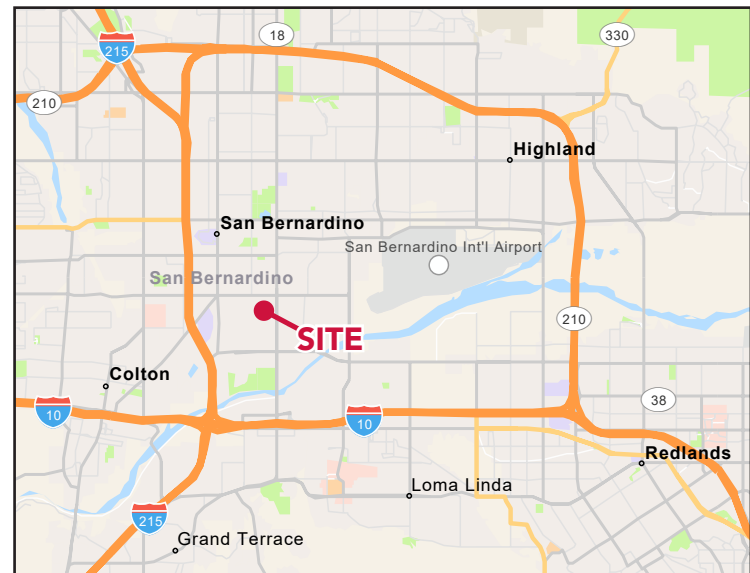 18
330
215
210
Highland
San Bernardino
San Bernardino Int'l Airport
San Bernardino
SITE
210
Colton
10
10
38
Redlands
Loma Linda
215
Grand Terrace